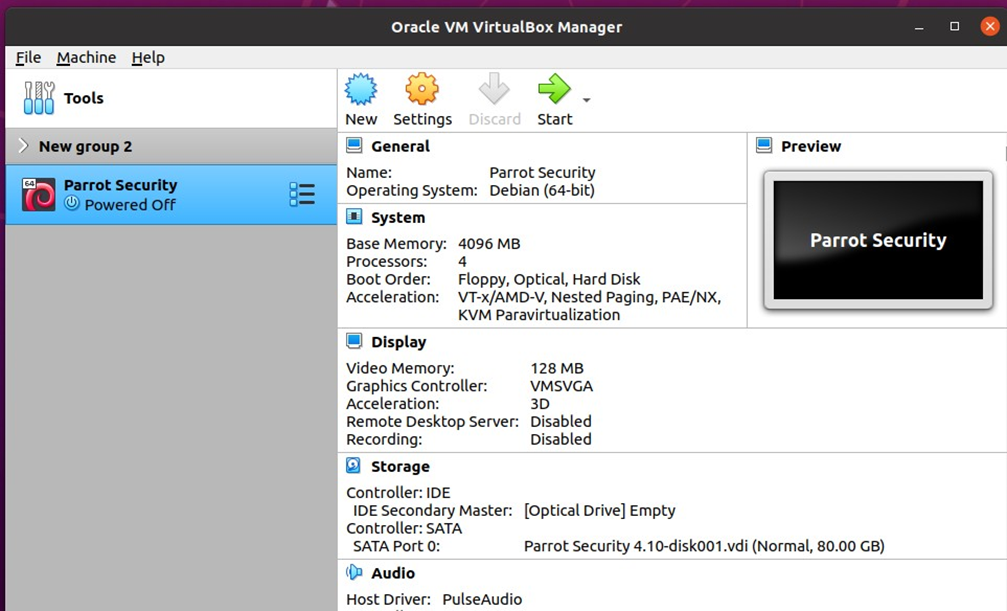 Oracle VM VirtualBox Manager
File Machine Help
Tools
New Settings Discard Start
New group 2
64
Parrot Security
Powered Off
General
Name: Parrot Security
Operating System: Debian (64-bit)
System
Base Memory: 4096 MB
Processors: 4
Boot Order: Floppy, Optical, Hard Disk
Acceleration: VT-x/AMD-V, Nested Paging, PAE/NX,
KVM Paravirtualization
Preview
Parrot Security
Display
Video Memory: 128 MB
Graphics Controller: VMSVGA
Acceleration: 3D
Remote Desktop Server: Disabled
Recording: Disabled
Storage
Controller: IDE
IDE Secondary Master: [Optical Drive] Empty
Controller: SATA
SATA Port 0: Parrot Security 4.10-disk001.vdi (Normal, 80.00 GB)
Audio
Host Driver: PulseAudio